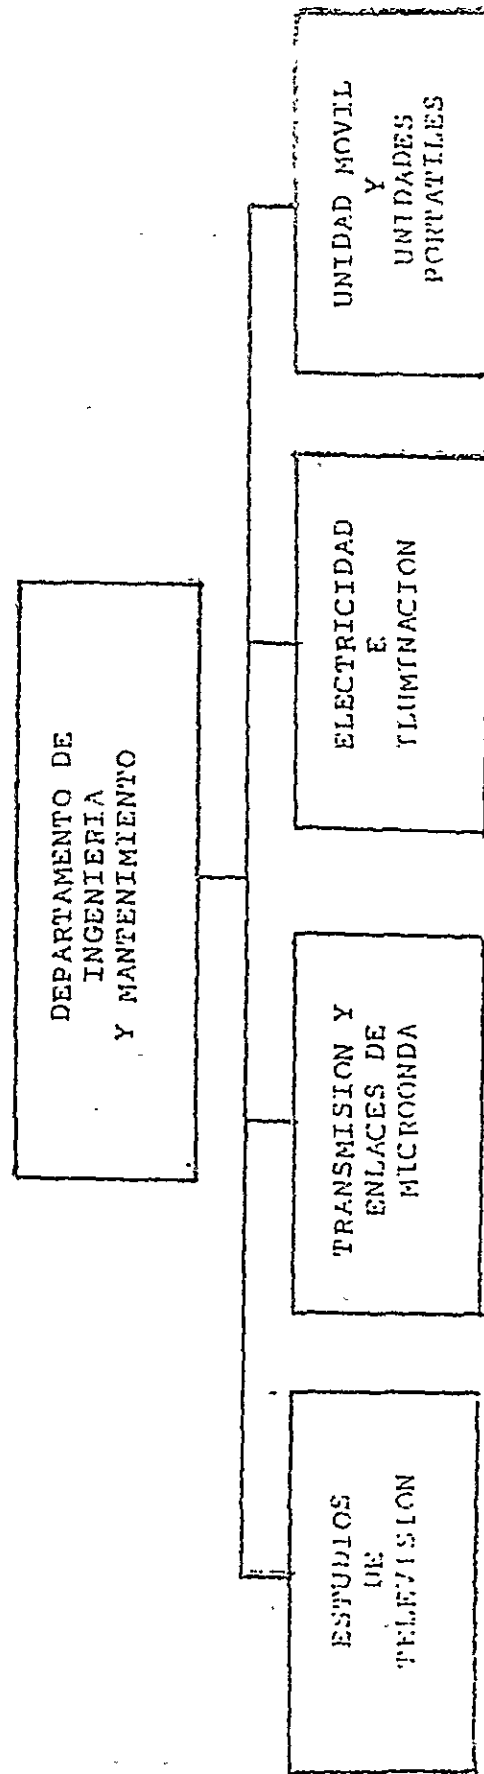 DEPARTAMENTO DE
INGENIERIA
Y MANTENIMIENTO
ESTUDIOS
DE
TELEVISION
TRANSMISION Y
ENLACES DE
MICROONDA
ELECTRICIDAD
E
ILUMINACION
UNIDAD MOVIL
Y
UNIDADES
PORTATILES